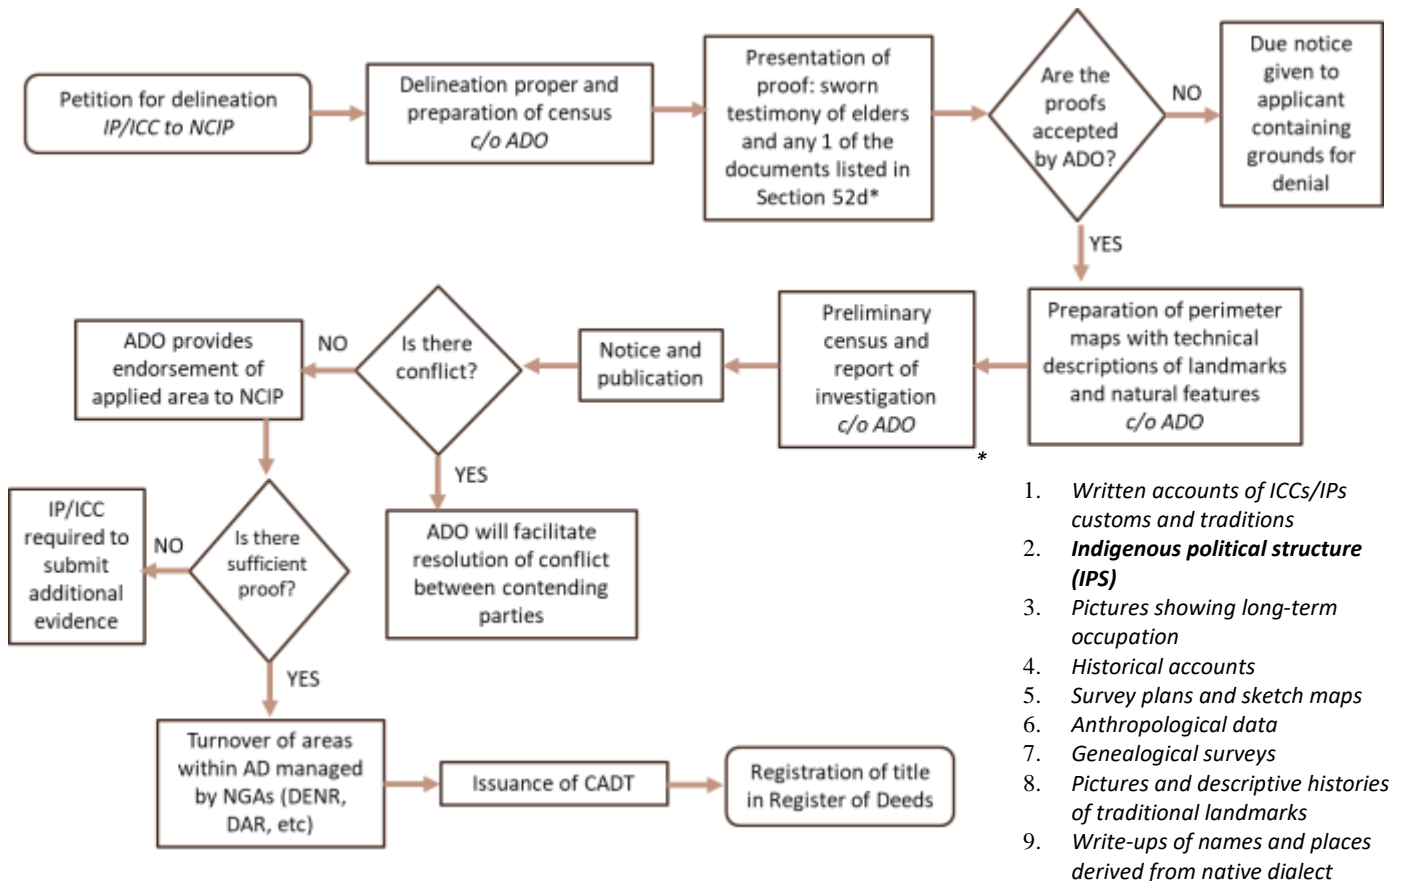 Petition for delineation
IP/ICC to NCIP
Delineation proper and
preparation of census
c/o ADO
Presentation of
proof: sworn
testimony of elders
and any 1 of the
documents listed in
Section 52d*
Are the
proofs
accepted
by ADO?
NO
Due notice
given to
applicant
containing
grounds for
denial
YES
Preparation of perimeter
maps with technical
descriptions of landmarks
and natural features
c/o ADO
Preliminary
census and
report of
investigation
c/o ADO
Notice and
publication
Is there
conflict?
NO
ADO provides
endorsement of
applied area to NCIP
YES
ADO will facilitate
resolution of conflict
between contending
parties
Is there
sufficient
proof?
NO
IP/ICC
required to
submit
additional
evidence
YES
Turnover of areas
within AD managed
by NGAs (DENR,
DAR, etc)
Issuance of CADT
Registration of title
in Register of Deeds
*
1. Written accounts of ICCs/IPs
customs and traditions
2. Indigenous political structure
(IPS)
3. Pictures showing long-term
occupation
4. Historical accounts
5. Survey plans and sketch maps
6. Anthropological data
7. Genealogical surveys
8. Pictures and descriptive histories
of traditional landmarks
9. Write-ups of names and places
derived from native dialect